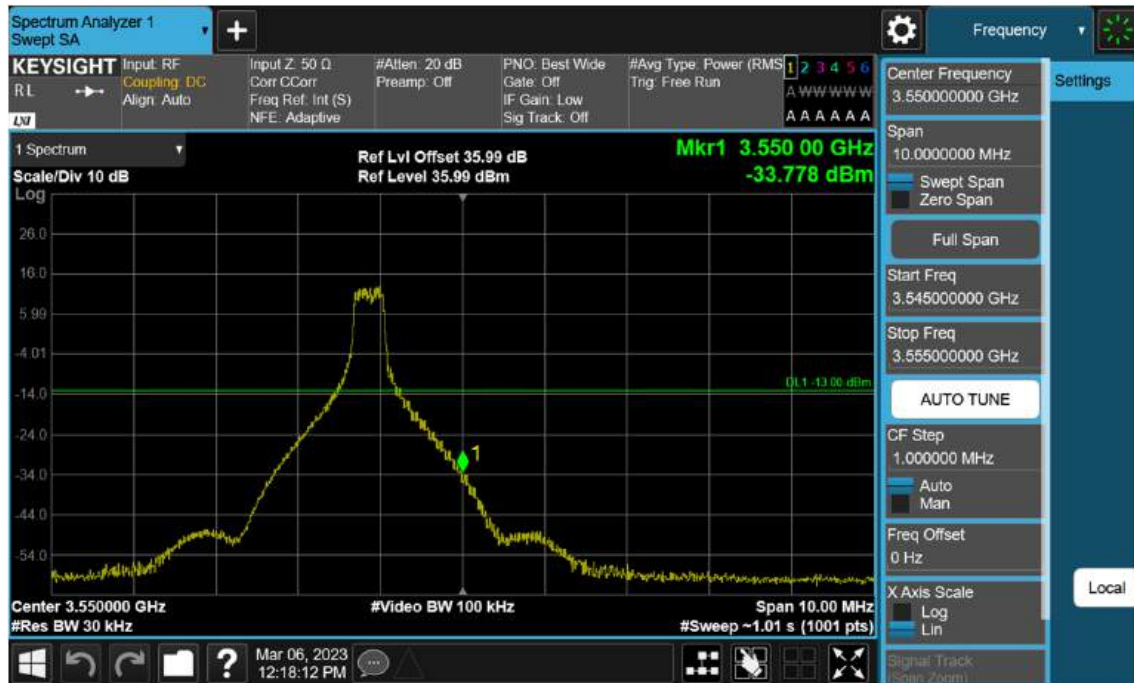 Spectrum Analyzer 1
Swept SA
Frequency
KEYSIGHT
RL
LXI
Input: RF
Coupling: DC
Align: Auto
Input Z: 50 Ω
Corr CCorr
Freq Ref: Int (S)
NFE: Adaptive
#Atten: 20 dB
Preamp: Off
PNO: Best Wide
Gate: Off
IF Gain: Low
Sig Track: Off
#Avg Type: Power (RMS
Trig: Free Run
1 2 3 4 5 6
A W W W W W
A A A A A A
1 Spectrum
Scale/Div 10 dB
Ref Lvl Offset 35.99 dB
Ref Level 35.99 dBm
Mkr1 3.550 00 GHz
-33.778 dBm
Log
26.0
16.0
5.99
-4.01
-14.0
-24.0
-34.0
-44.0
-54.0
DL1 -13.00 dBm
1
Center 3.550000 GHz
#Res BW 30 kHz
#Video BW 100 kHz
Span 10.00 MHz
#Sweep ~1.01 s (1001 pts)
Center Frequency
3.550000000 GHz
Settings
Span
10.0000000 MHz
Swept Span
Zero Span
Full Span
Start Freq
3.545000000 GHz
Stop Freq
3.555000000 GHz
AUTO TUNE
CF Step
1.000000 MHz
Auto
Man
Freq Offset
0 Hz
X Axis Scale
Log
Lin
Local
Signal Track
(Span Zoom)
?
Mar 06, 2023
12:18:12 PM